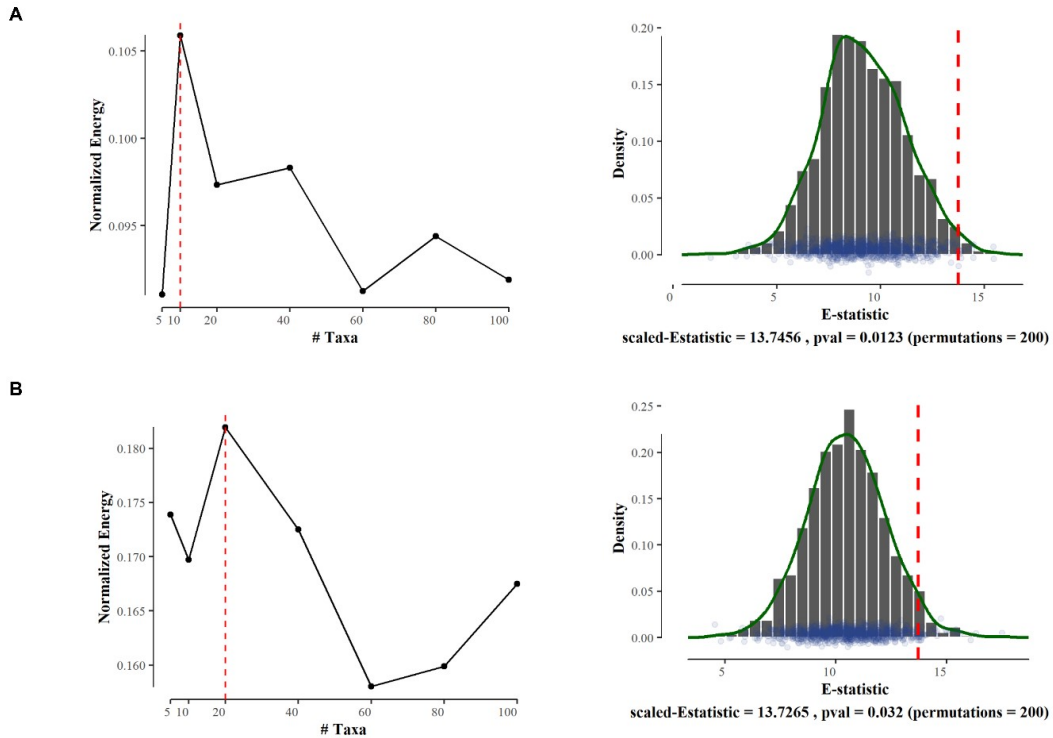 A
Normalized Energy
0.105
0.100
0.095
5 10 20 40 60 80 100
# Taxa
Density
0.20
0.15
0.10
0.05
0.00
0 5 10 15
E-statistic
scaled-Estatistic = 13.7456 , pval = 0.0123 (permutations = 200)
B
Normalized Energy
0.180
0.175
0.170
0.165
0.160
5 10 20 40 60 80 100
# Taxa
Density
0.25
0.20
0.15
0.10
0.05
0.00
5 10 15
E-statistic
scaled-Estatistic = 13.7265 , pval = 0.032 (permutations = 200)